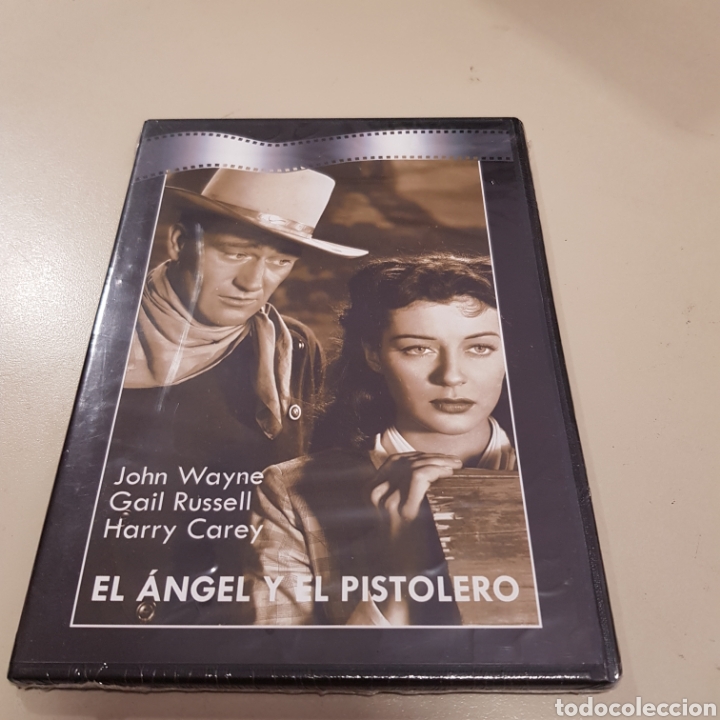 John Wayne
Gail Russell
Harry Carey
EL ÁNGEL Y EL PISTOLERO
todocoleccion